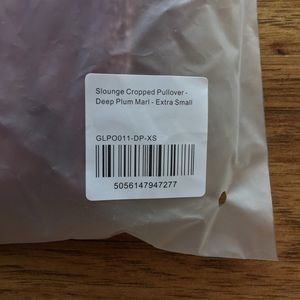 Slounge Cropped Pullover -
Deep Plum Marl - Extra Small
GLPO011-DP-XS
5056147947277